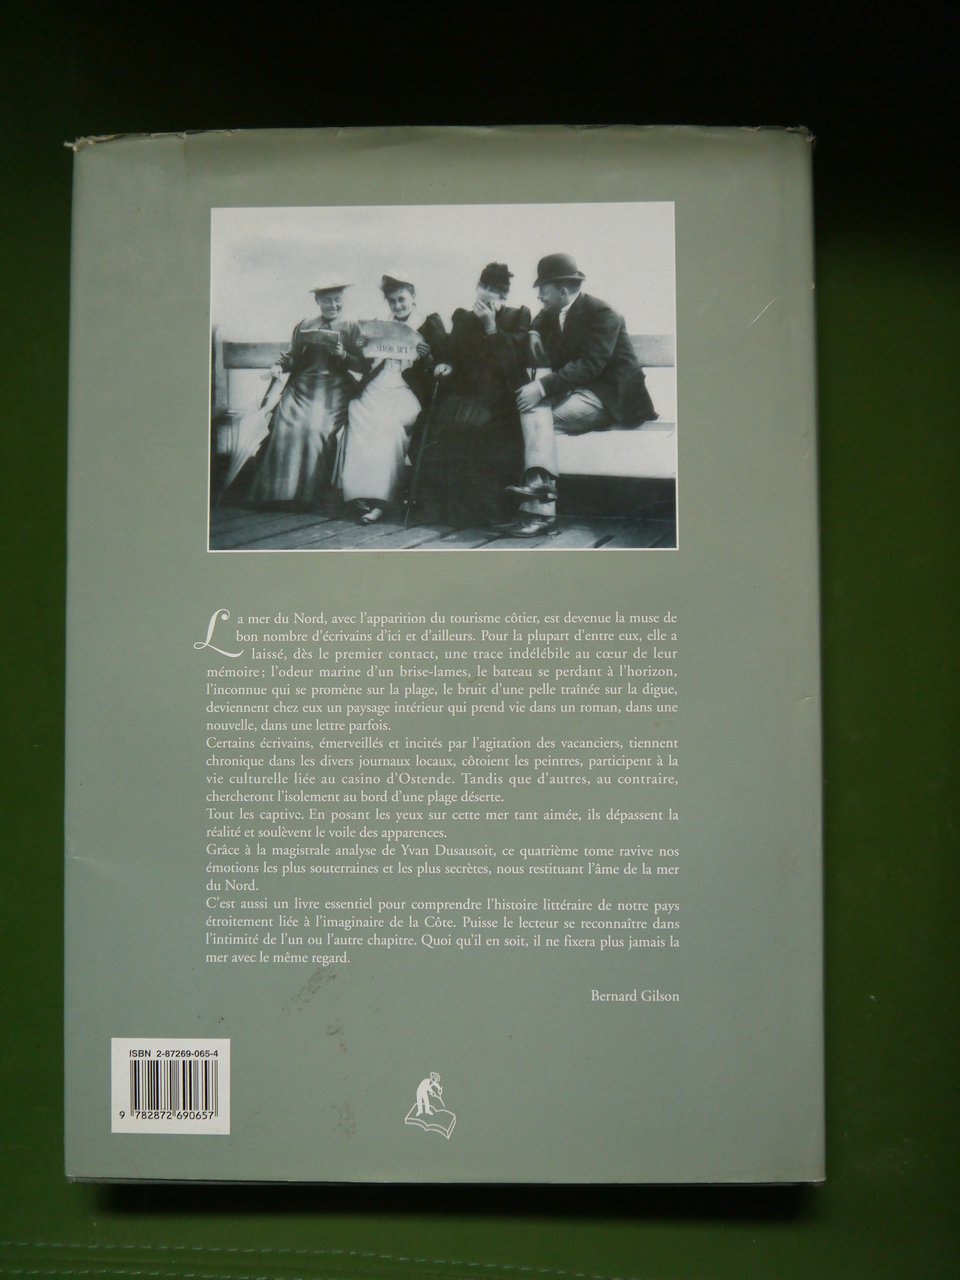 La mer du Nord, avec l'apparition du tourisme côtier, est devenue la muse de
bon nombre d'écrivains d'ici et d'ailleurs. Pour la plupart d'entre eux, elle a
laissé, dès le premier contact, une trace indélébile au cœur de leur
mémoire ; l'odeur marine d'un brise-lames, le bateau se perdant à l'horizon,
l'inconnue qui se promène sur la plage, le bruit d'une pelle traînée sur la digue,
deviennent chez eux un paysage intérieur qui prend vie dans un roman, dans une
nouvelle, dans une lettre parfois.
Certains écrivains, émerveillés et incités par l'agitation des vacanciers, tiennent
chronique dans les divers journaux locaux, côtoient les peintres, participent à la
vie culturelle liée au casino d'Ostende. Tandis que d'autres, au contraire,
chercheront l'isolement au bord d'une plage déserte.
Tout les captive. En posant les yeux sur cette mer tant aimée, ils dépassent la
réalité et soulèvent le voile des apparences.
Grâce à la magistrale analyse de Yvan Dusausoit, ce quatrième tome ravive nos
émotions les plus souterraines et les plus secrètes, nous restituant l'âme de la mer
du Nord.
C'est aussi un livre essentiel pour comprendre l'histoire littéraire de notre pays
étroitement liée à l'imaginaire de la Côte. Puisse le lecteur se reconnaître dans
l'intimité de l'un ou l'autre chapitre. Quoi qu'il en soit, il ne fixera plus jamais la
mer avec le même regard.
Bernard Gilson
ISBN 2-87269-065-4
9 782872 690657